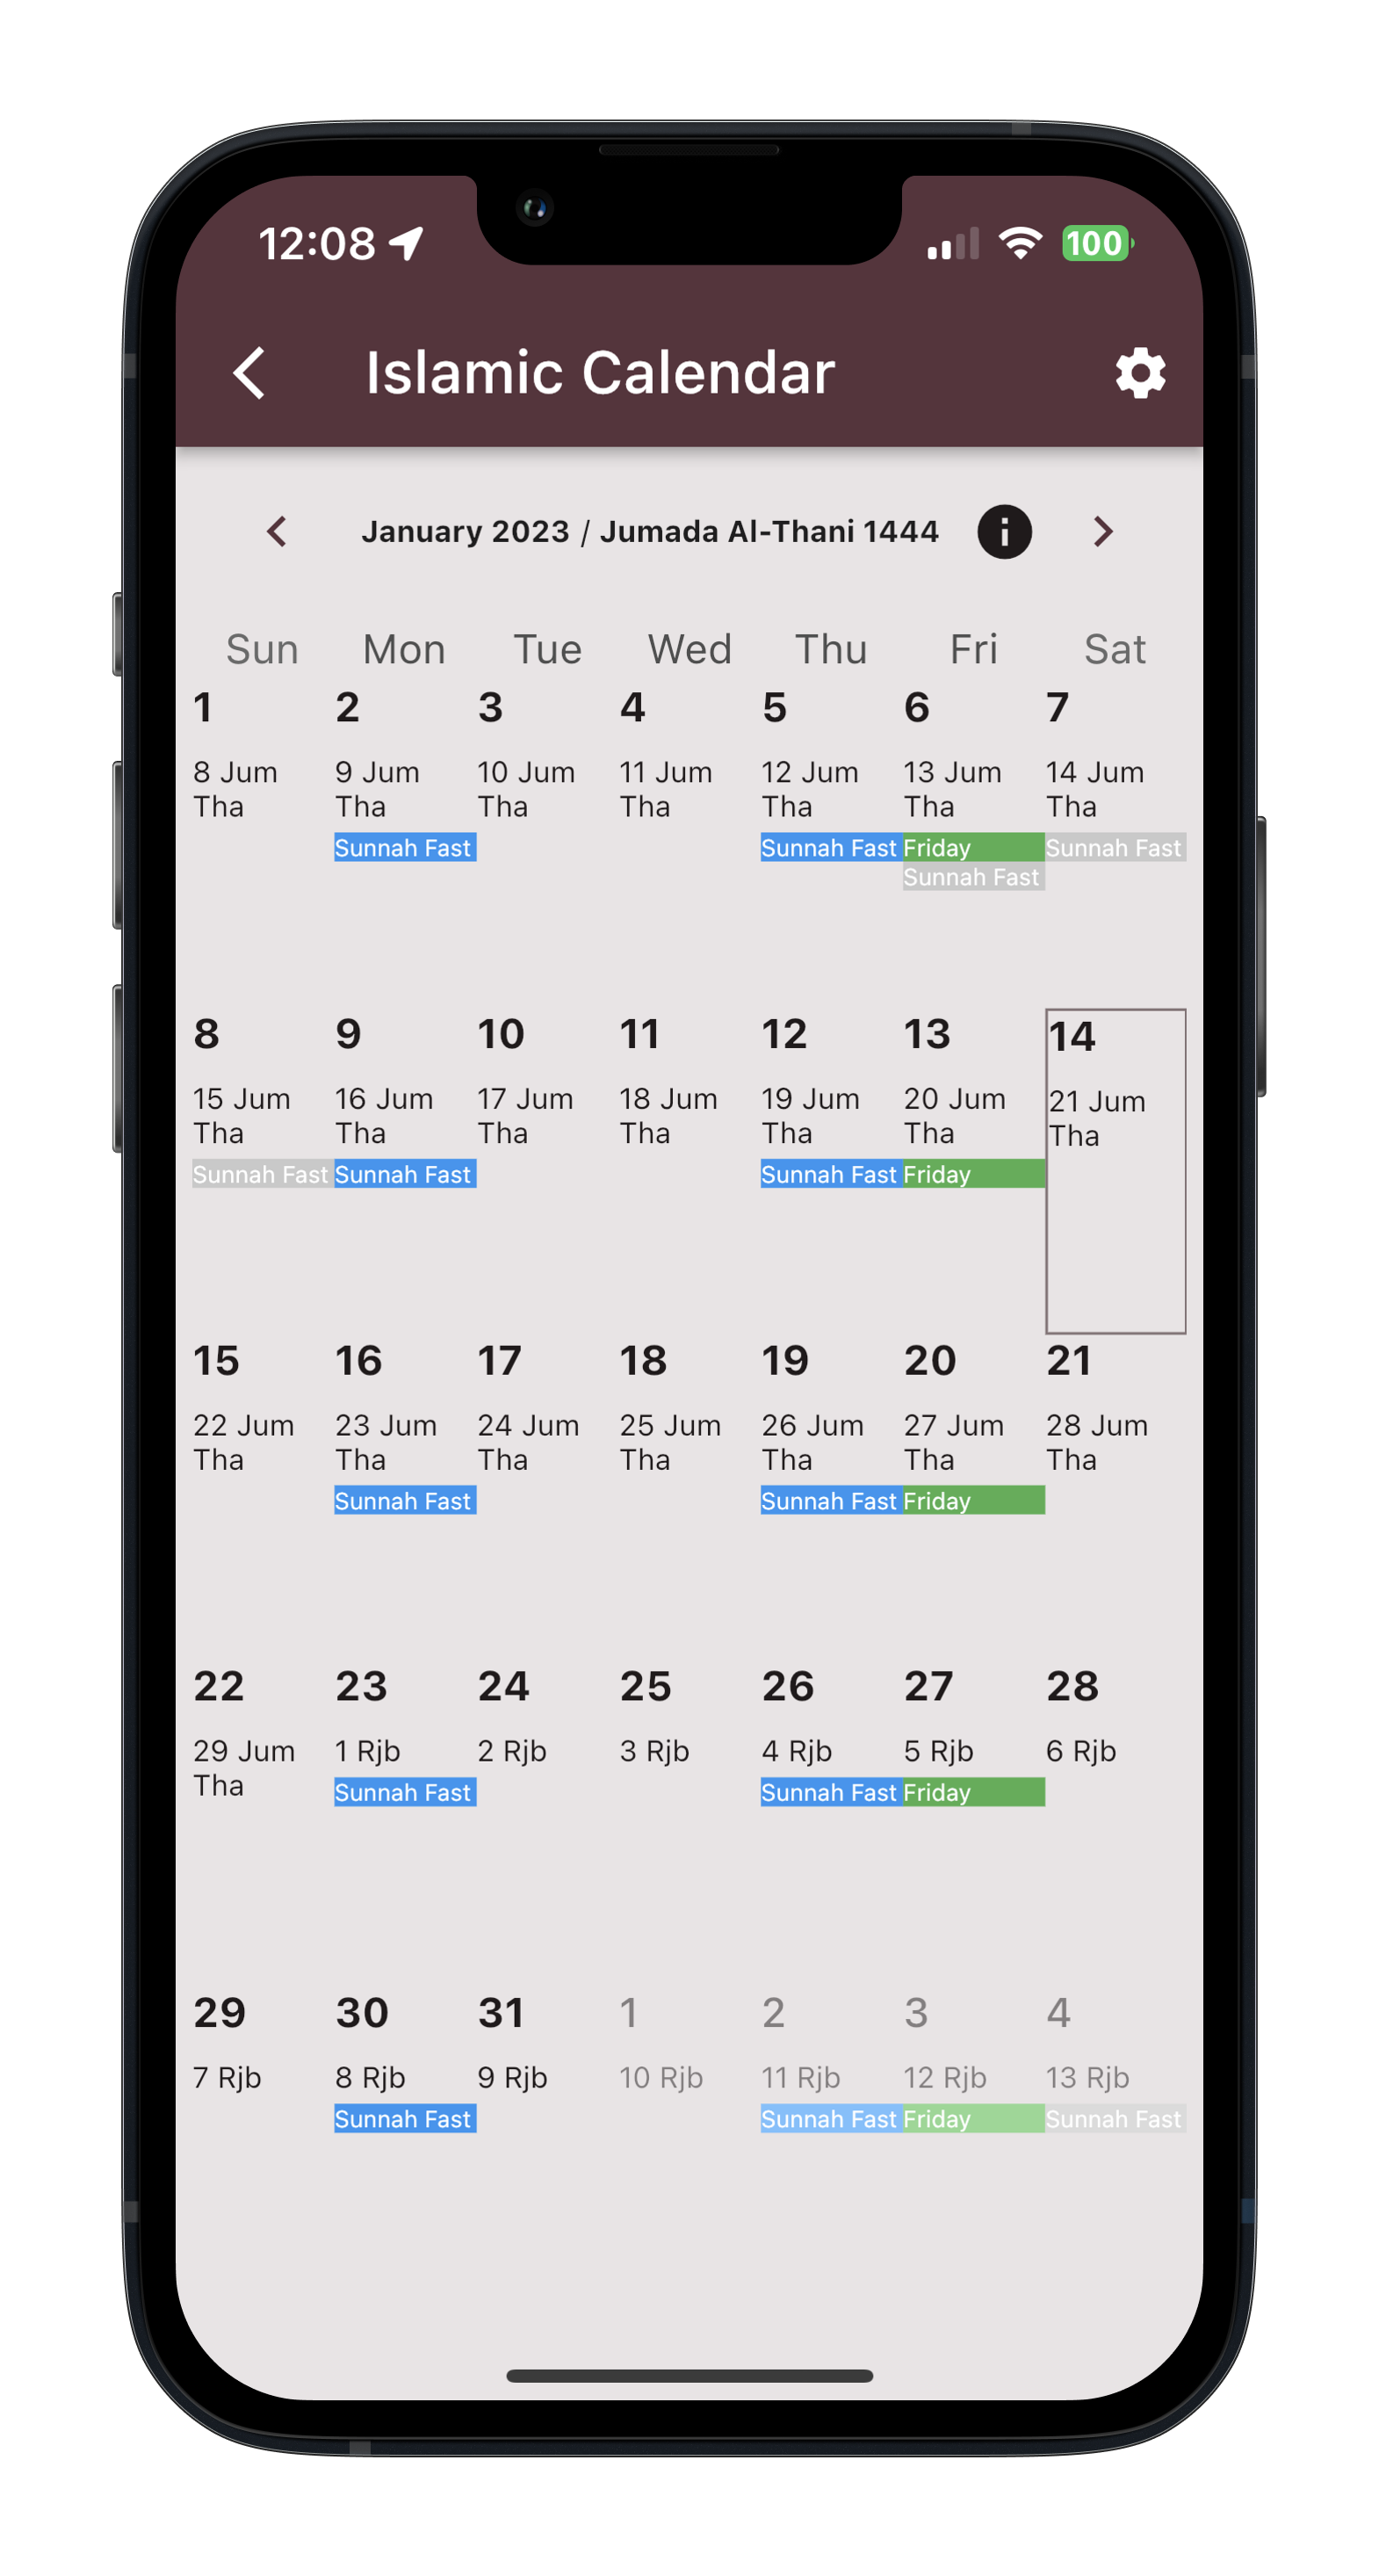 12:08
100
Islamic Calendar
January 2023 / Jumada Al-Thani 1444
Sun Mon Tue Wed Thu Fri Sat
1 2 3 4 5 6 7
8 Jum 9 Jum 10 Jum 11 Jum 12 Jum 13 Jum 14 Jum
Tha Tha Tha Tha Tha Tha Tha
Sunnah Fast Sunnah Fast Friday Sunnah Fast
Sunnah Fast
8 9 10 11 12 13 14
15 Jum 16 Jum 17 Jum 18 Jum 19 Jum 20 Jum 21 Jum
Tha Tha Tha Tha Tha Tha Tha
Sunnah Fast Sunnah Fast Sunnah Fast Friday
15 16 17 18 19 20 21
22 Jum 23 Jum 24 Jum 25 Jum 26 Jum 27 Jum 28 Jum
Tha Tha Tha Tha Tha Tha Tha
Sunnah Fast Sunnah Fast Friday
22 23 24 25 26 27 28
29 Jum 1 Rjb 2 Rjb 3 Rjb 4 Rjb 5 Rjb 6 Rjb
Tha
Sunnah Fast Sunnah Fast Friday
29 30 31 1 2 3 4
7 Rjb 8 Rjb 9 Rjb 10 Rjb 11 Rjb 12 Rjb 13 Rjb
Sunnah Fast Sunnah Fast Friday Sunnah Fast